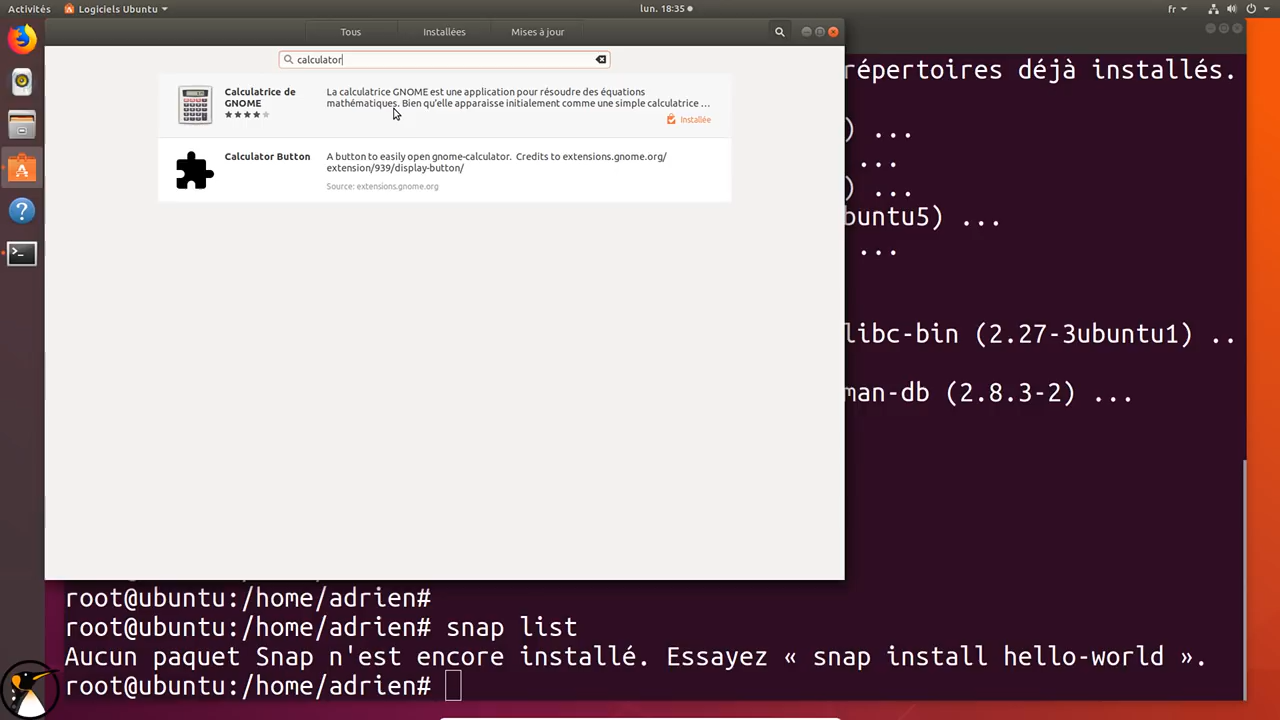 Activités Logiciels Ubuntu lun. 18:35 fr
Tous Installées Mises à jour
calculator
Calculatrice de GNOME
La calculatrice GNOME est une application pour résoudre des équations
mathématiques. Bien qu'elle apparaisse initialement comme une simple calculatrice ...
Installée
Calculator Button
A button to easily open gnome-calculator. Credits to extensions.gnome.org/
extension/939/display-button/
Source: extensions.gnome.org
répertoires déjà installés.
) ...
...
) ...
buntu5) ...
...
libc-bin (2.27-3ubuntu1) ..
man-db (2.8.3-2) ...
root@ubuntu:/home/adrien#
root@ubuntu:/home/adrien# snap list
Aucun paquet Snap n'est encore installé. Essayez « snap install hello-world ».
root@ubuntu:/home/adrien#